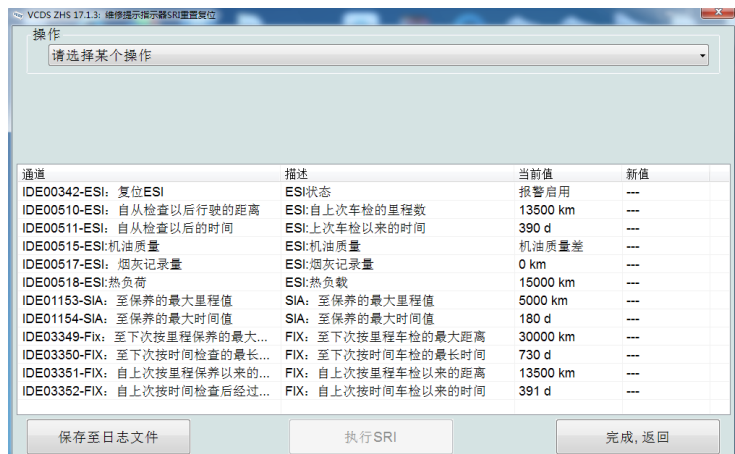 VCDS ZHS 17.1.3: 维修提示指示器SRI重置复位
操作
请选择某个操作
通道 描述 当前值 新值
IDE00342-ESI：复位ESI ESI状态 报警启用 ---
IDE00510-ESI：自从检查以后行驶的距离 ESI:自上次车检的里程数 13500 km ---
IDE00511-ESI：自从检查以后的时间 ESI:上次车检以来的时间 390 d ---
IDE00515-ESI:机油质量 ESI:机油质量 机油质量差 ---
IDE00517-ESI：烟灰记录量 ESI:烟灰记录量 0 km ---
IDE00518-ESI:热负荷 ESI:热负载 15000 km ---
IDE01153-SIA：至保养的最大里程值 SIA：至保养的最大里程值 5000 km ---
IDE01154-SIA：至保养的最大时间值 SIA：至保养的最大时间值 180 d ---
IDE03349-Fix：至下次按里程保养的最大... FIX：至下次按里程车检的最大距离 30000 km ---
IDE03350-FIX：至下次按时间检查的最长... FIX：至下次按时间车检的最长时间 730 d ---
IDE03351-FIX：自上次按里程保养以来的... FIX：自上次按里程车检以来的距离 13500 km ---
IDE03352-FIX：自上次按时间检查后经过... FIX：自上次按时间车检以来的时间 391 d ---
保存至日志文件 执行SRI 完成,返回